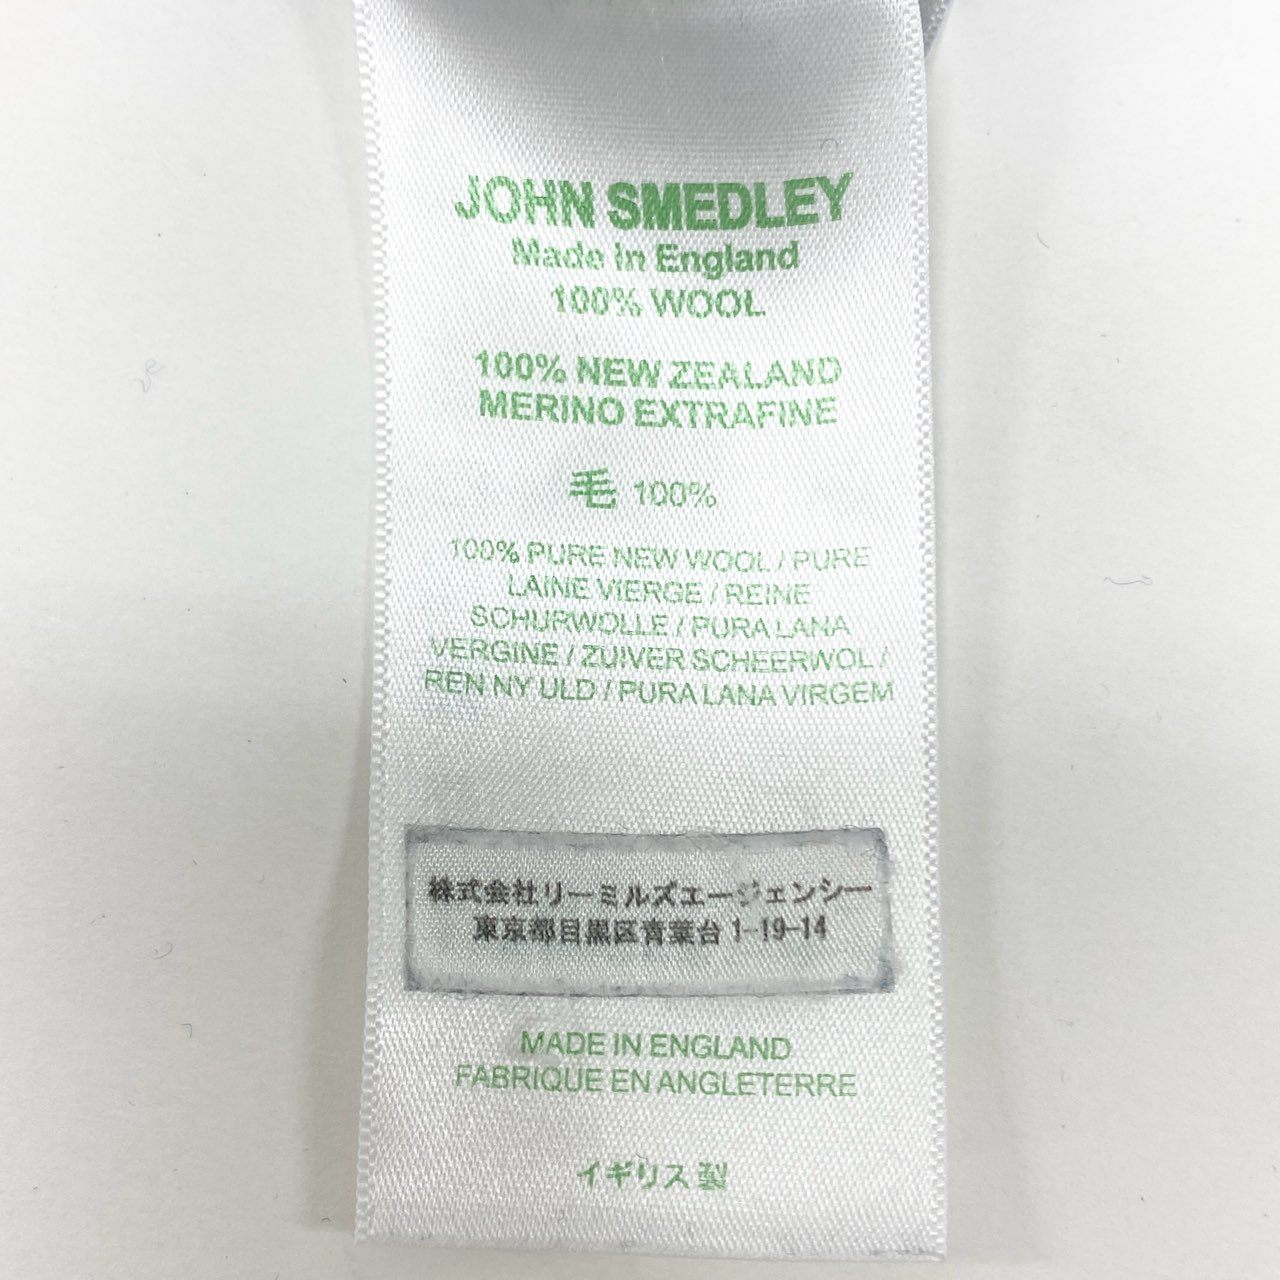 JOHN SMEDLEY
Made in England
100% WOOL
100% NEW ZEALAND
MERINO EXTRAFINE
毛 100%
100% PURE NEW WOOL / PURE
LAINE VIERGE / REINE
SCHURWOLLE / PURA LANA
VERGINE / ZUIVER SCHEERWOL /
REN NY ULD / PURA LANA VIRGEM
株式会社リーミルズエージェンシー
東京都目黒区青葉台 1-19-14
MADE IN ENGLAND
FABRIQUE EN ANGLETERRE
イギリス製